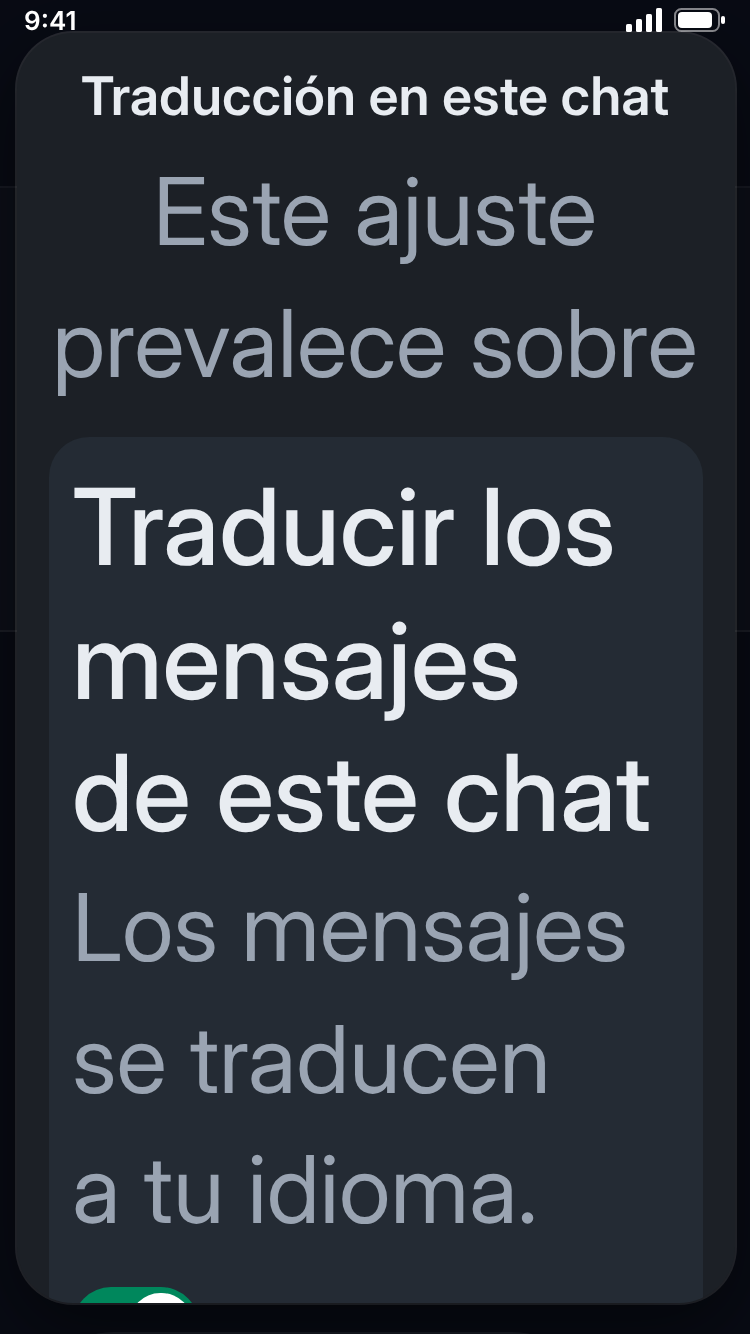 9:41
Traducción en este chat
Este ajuste
prevalece sobre
Traducir los
mensajes
de este chat
Los mensajes
se traducen
a tu idioma.